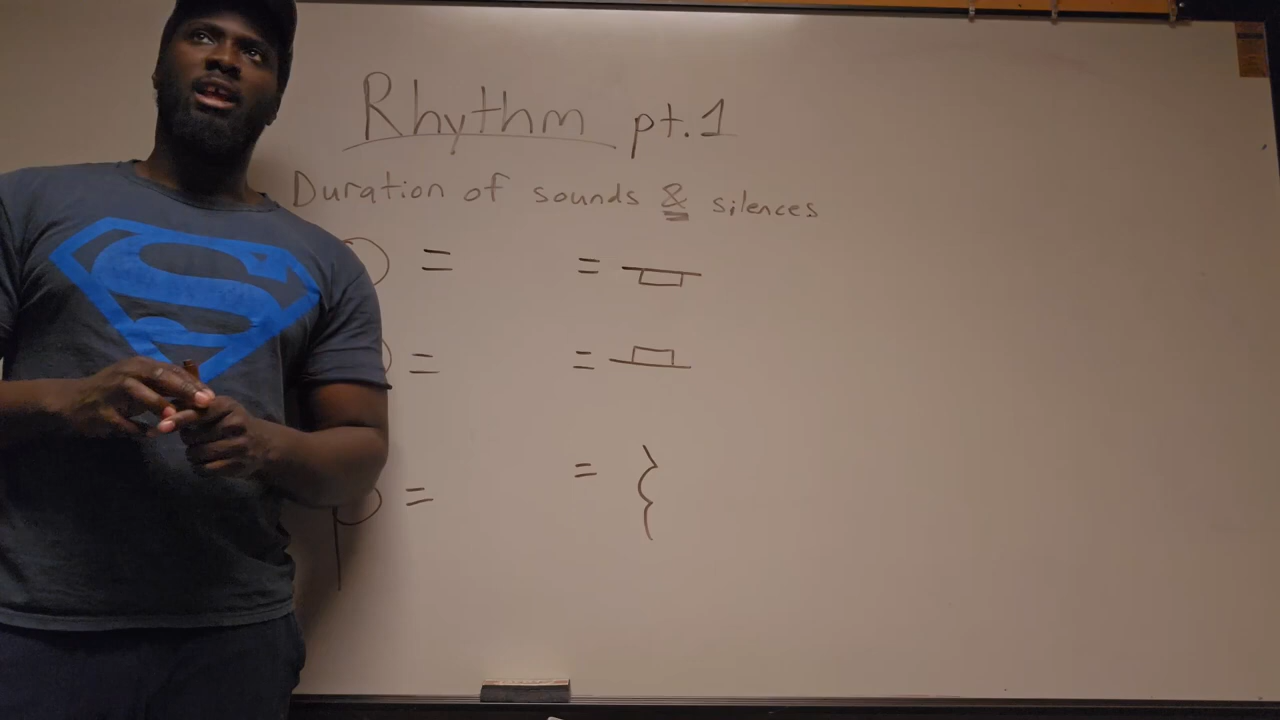 Rhythm pt.1
Duration of sounds & silences
= =
= =
= =